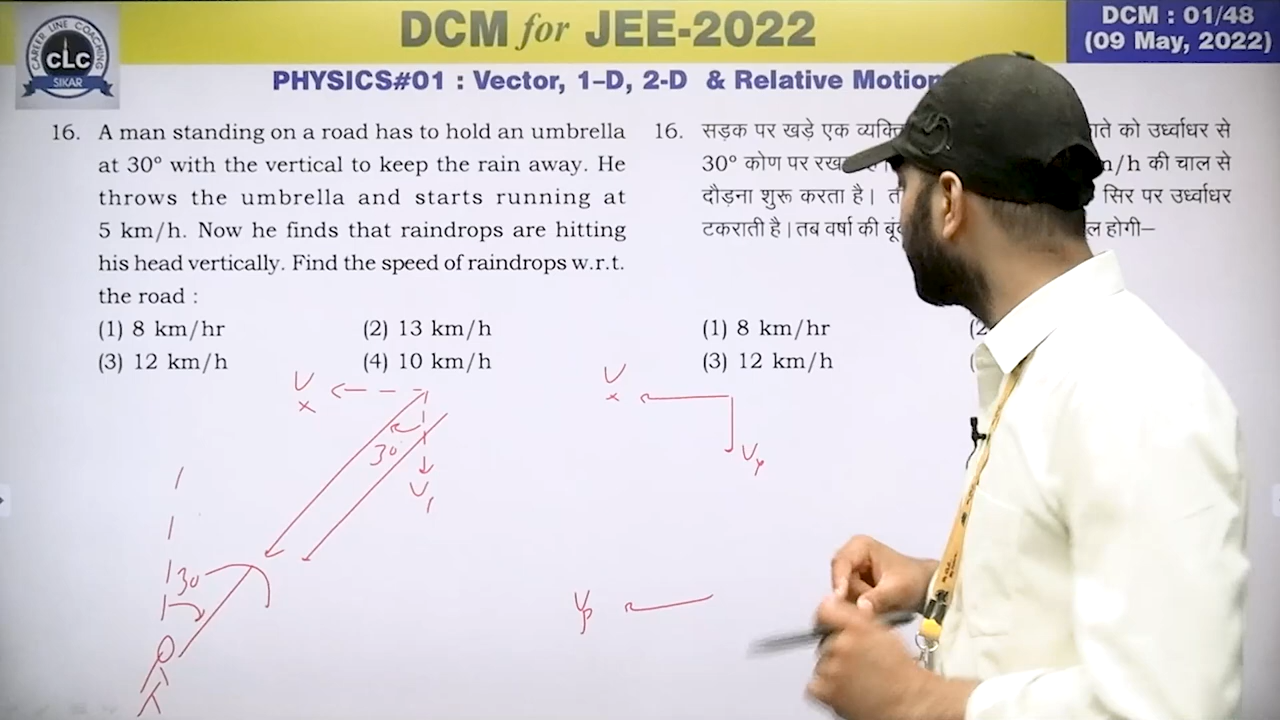 DCM for JEE-2022
DCM : 01/48
(09 May, 2022)
CAREER LINE COACHING
CLC
SIKAR
PHYSICS#01 : Vector, 1–D, 2-D & Relative Motion
16. A man standing on a road has to hold an umbrella
at 30° with the vertical to keep the rain away. He
throws the umbrella and starts running at
5 km/h. Now he finds that raindrops are hitting
his head vertically. Find the speed of raindrops w.r.t.
the road :
(1) 8 km/hr (2) 13 km/h
(3) 12 km/h (4) 10 km/h
16. सड़क पर खड़े एक को उर्ध्वाधर से
30° कोण पर की चाल से
दौड़ना शुरू करता है। सिर पर उर्ध्वाधर
टकराती है। तब वर्षा की होगी–
(1) 8 km/hr
(3) 12 km/h
V
x
30
V
x
Vy
30